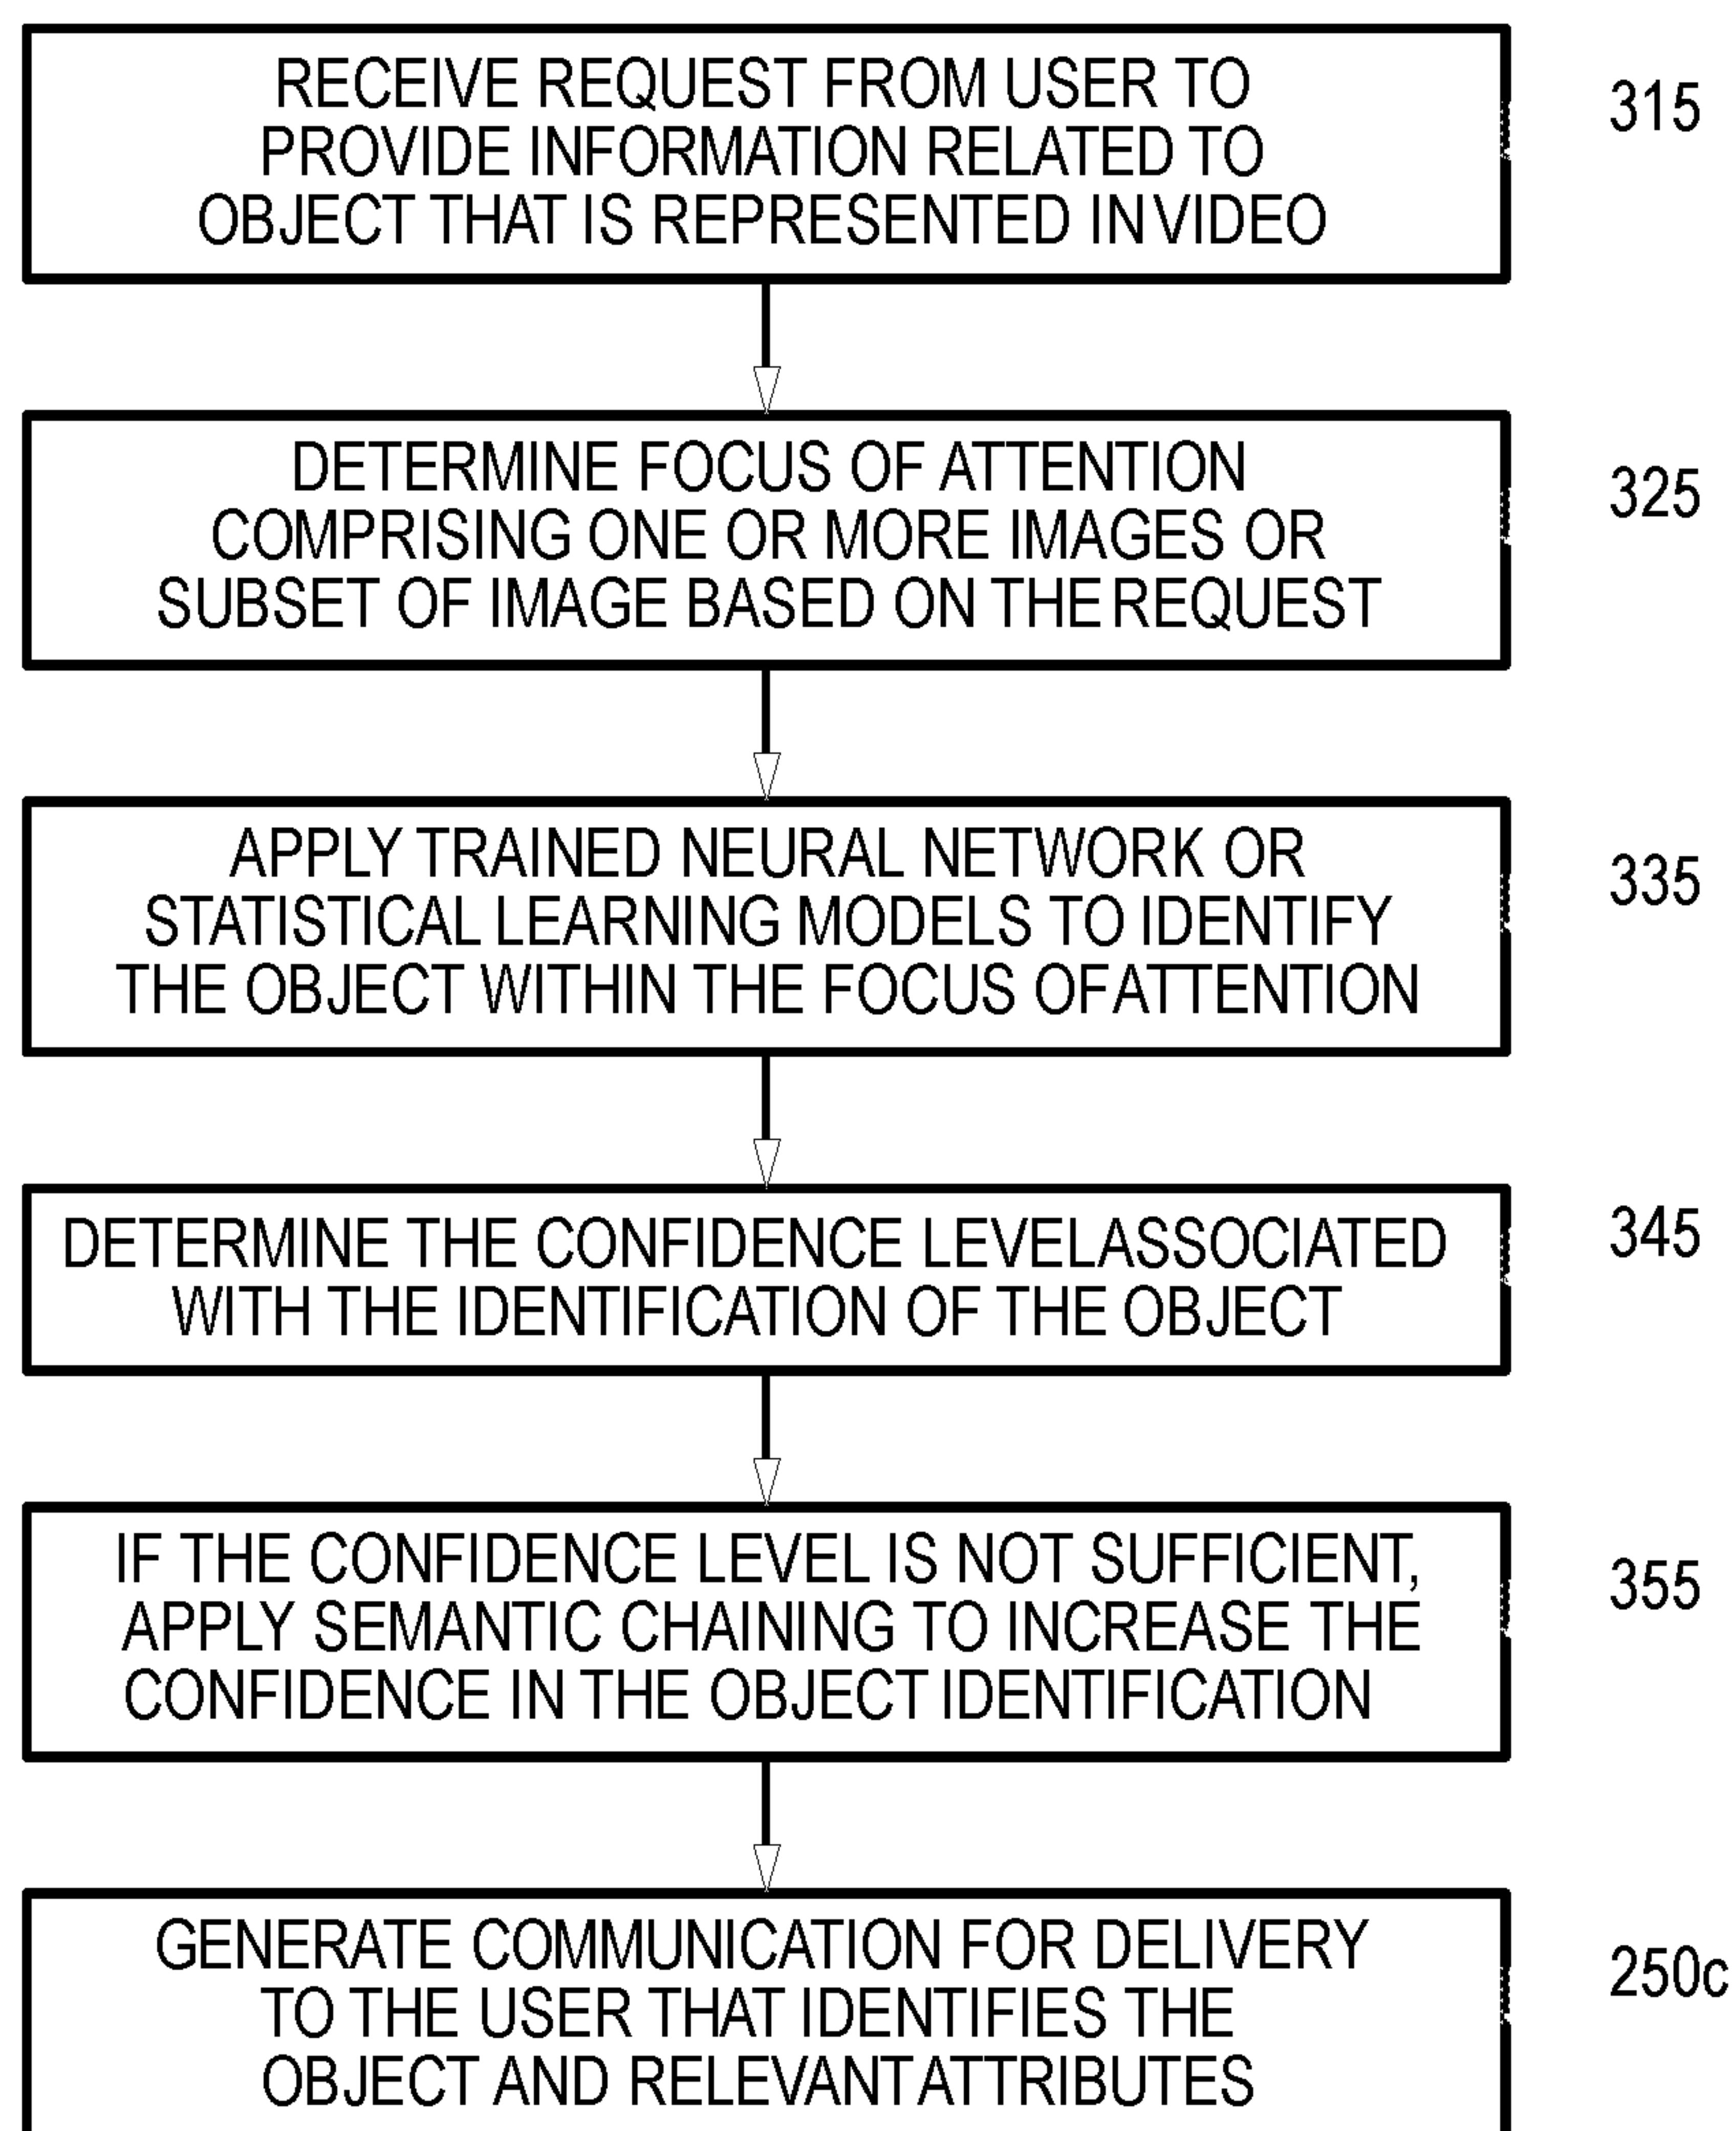 RECEIVE REQUEST FROM USER TO
PROVIDE INFORMATION RELATED TO
OBJECT THAT IS REPRESENTED IN VIDEO
315
DETERMINE FOCUS OF ATTENTION
COMPRISING ONE OR MORE IMAGES OR
SUBSET OF IMAGE BASED ON THE REQUEST
325
APPLY TRAINED NEURAL NETWORK OR
STATISTICAL LEARNING MODELS TO IDENTIFY
THE OBJECT WITHIN THE FOCUS OF ATTENTION
335
DETERMINE THE CONFIDENCE LEVEL ASSOCIATED
WITH THE IDENTIFICATION OF THE OBJECT
345
IF THE CONFIDENCE LEVEL IS NOT SUFFICIENT,
APPLY SEMANTIC CHAINING TO INCREASE THE
CONFIDENCE IN THE OBJECT IDENTIFICATION
355
GENERATE COMMUNICATION FOR DELIVERY
TO THE USER THAT IDENTIFIES THE
OBJECT AND RELEVANT ATTRIBUTES
250c